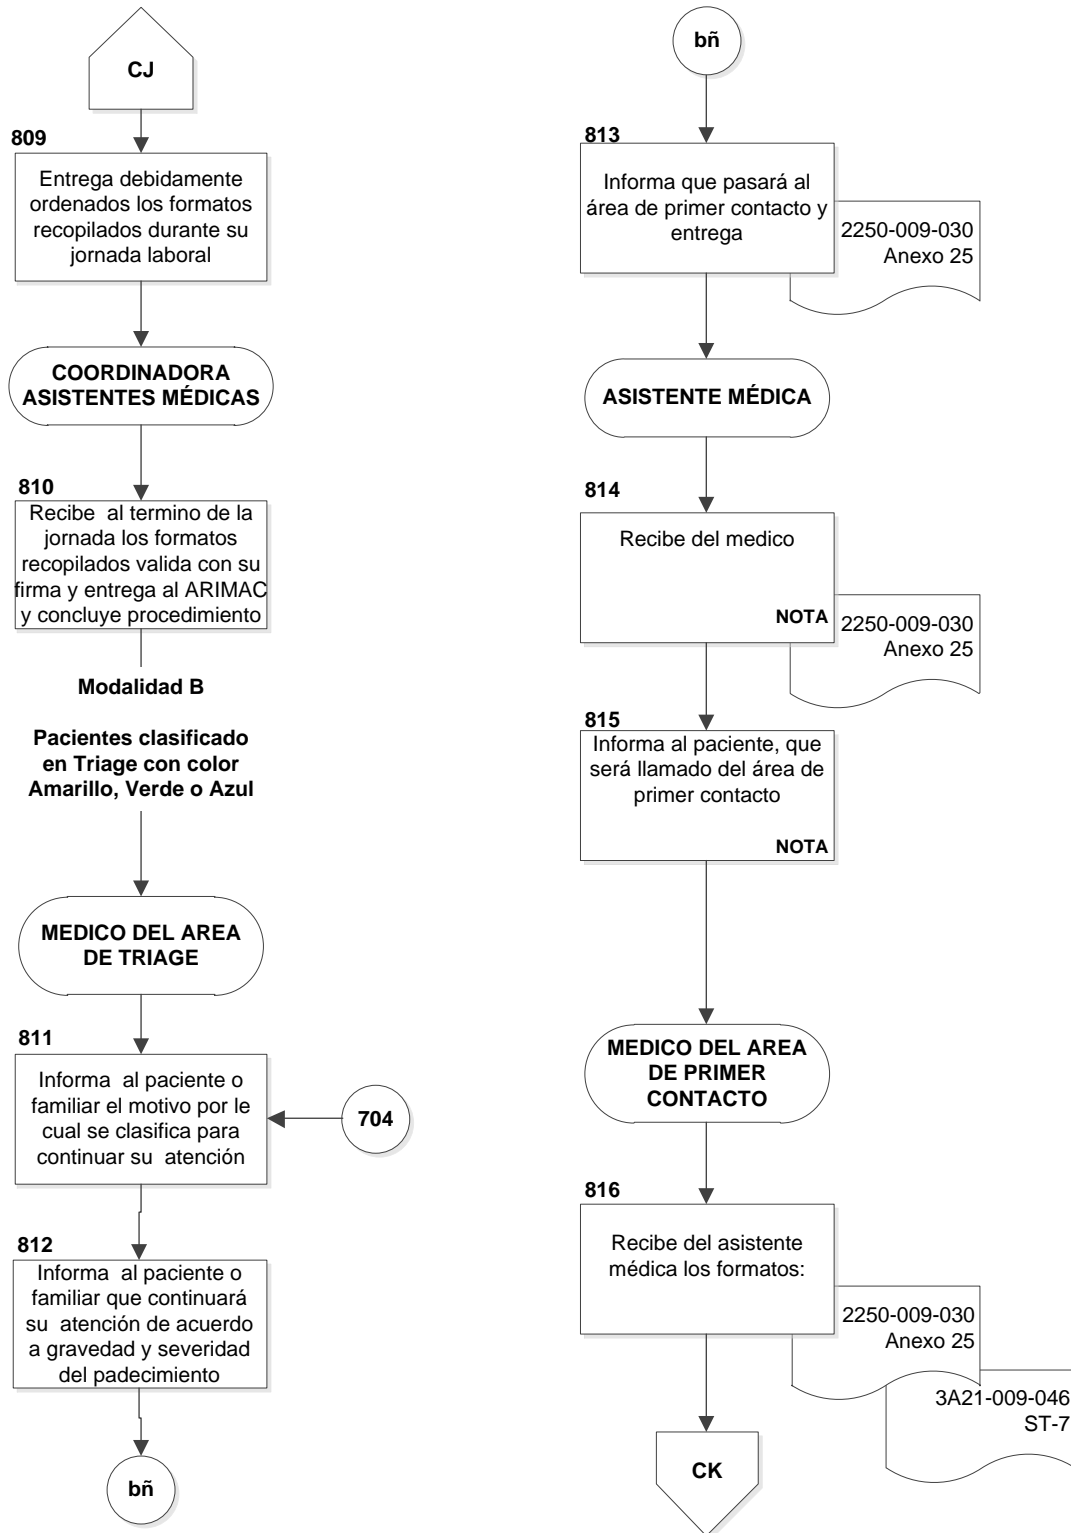 CJ
809
Entrega debidamente
ordenados los formatos
recopilados durante su
jornada laboral
COORDINADORA
ASISTENTES MÉDICAS
810
Recibe al termino de la
jornada los formatos
recopilados valida con su
firma y entrega al ARIMAC
y concluye procedimiento
Modalidad B
Pacientes clasificado
en Triage con color
Amarillo, Verde o Azul
MEDICO DEL AREA
DE TRIAGE
811
Informa al paciente o
familiar el motivo por le
cual se clasifica para
continuar su atención
704
812
Informa al paciente o
familiar que continuará
su atención de acuerdo
a gravedad y severidad
del padecimiento
bñ
bñ
813
Informa que pasará al
área de primer contacto y
entrega
2250-009-030
Anexo 25
ASISTENTE MÉDICA
814
Recibe del medico
NOTA
2250-009-030
Anexo 25
815
Informa al paciente, que
será llamado del área de
primer contacto
NOTA
MEDICO DEL AREA
DE PRIMER
CONTACTO
816
Recibe del asistente
médica los formatos:
2250-009-030
Anexo 25
3A21-009-046
ST-7
CK